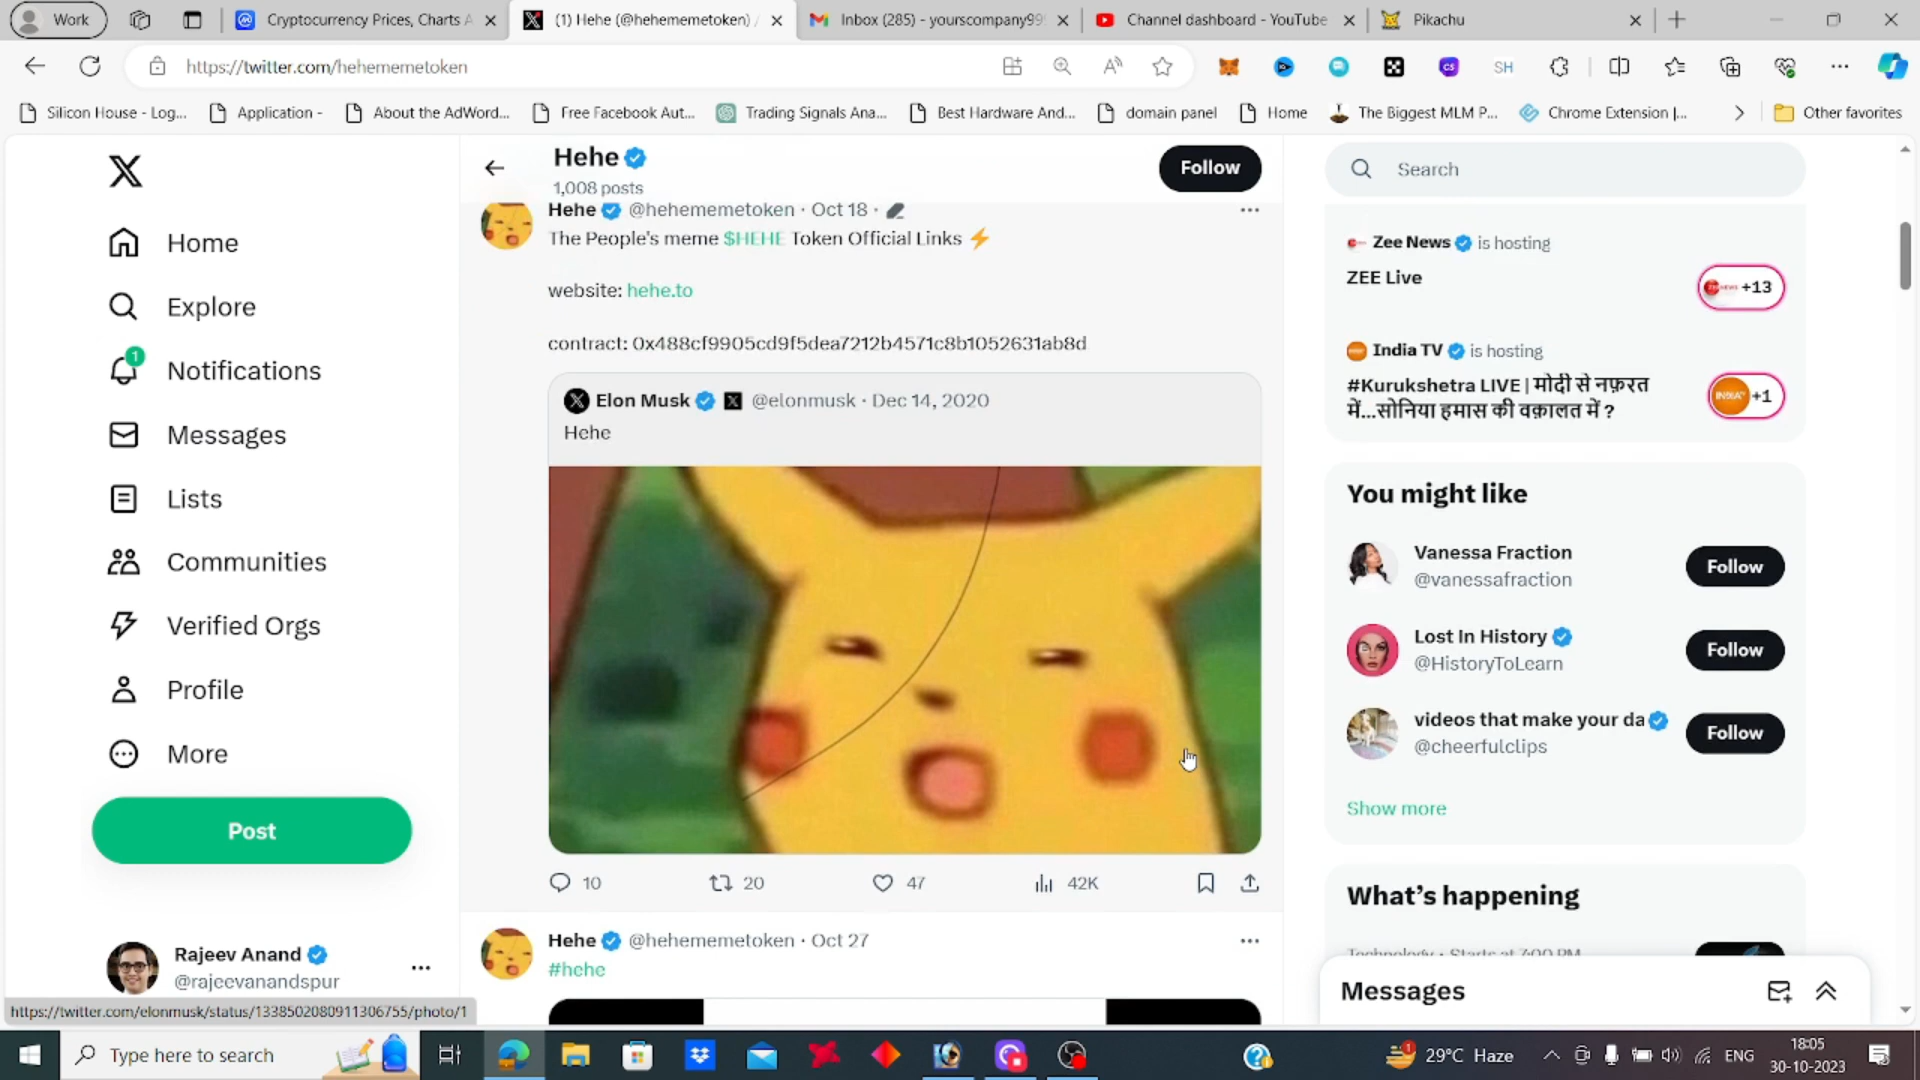 Work
Cryptocurrency Prices, Charts A
(1) Hehe (@hehememetoken) /
Inbox (285) - yourscompany99
Channel dashboard - YouTube
Pikachu
https://twitter.com/hehememetoken
Silicon House - Log...
Application -
About the AdWord...
Free Facebook Aut...
Trading Signals Ana...
Best Hardware And...
domain panel
Home
The Biggest MLM P...
Chrome Extension |...
Other favorites
Home
Explore
1
Notifications
Messages
Lists
Communities
Verified Orgs
Profile
More
Post
Rajeev Anand
@rajeevanandspur
https://twitter.com/elonmusk/status/1338502080911306755/photo/1
Hehe
1,008 posts
Follow
Hehe @hehememetoken · Oct 18 ·
The People's meme $HEHE Token Official Links ⚡
website: hehe.to
contract: 0x488cf9905cd9f5dea7212b4571c8b1052631ab8d
Elon Musk @elonmusk · Dec 14, 2020
Hehe
10 20 47 42K
Hehe @hehememetoken · Oct 27
#hehe
Search
Zee News is hosting
ZEE Live
+13
India TV is hosting
#Kurukshetra LIVE | मोदी से नफ़रत
में...सोनिया हमास की वक़ालत में ?
+1
You might like
Vanessa Fraction
@vanessafraction
Follow
Lost In History
@HistoryToLearn
Follow
videos that make your da
@cheerfulclips
Follow
Show more
What's happening
Technology · Starts at 7:00 PM
Messages
Type here to search
29°C Haze
ENG
18:05
30-10-2023